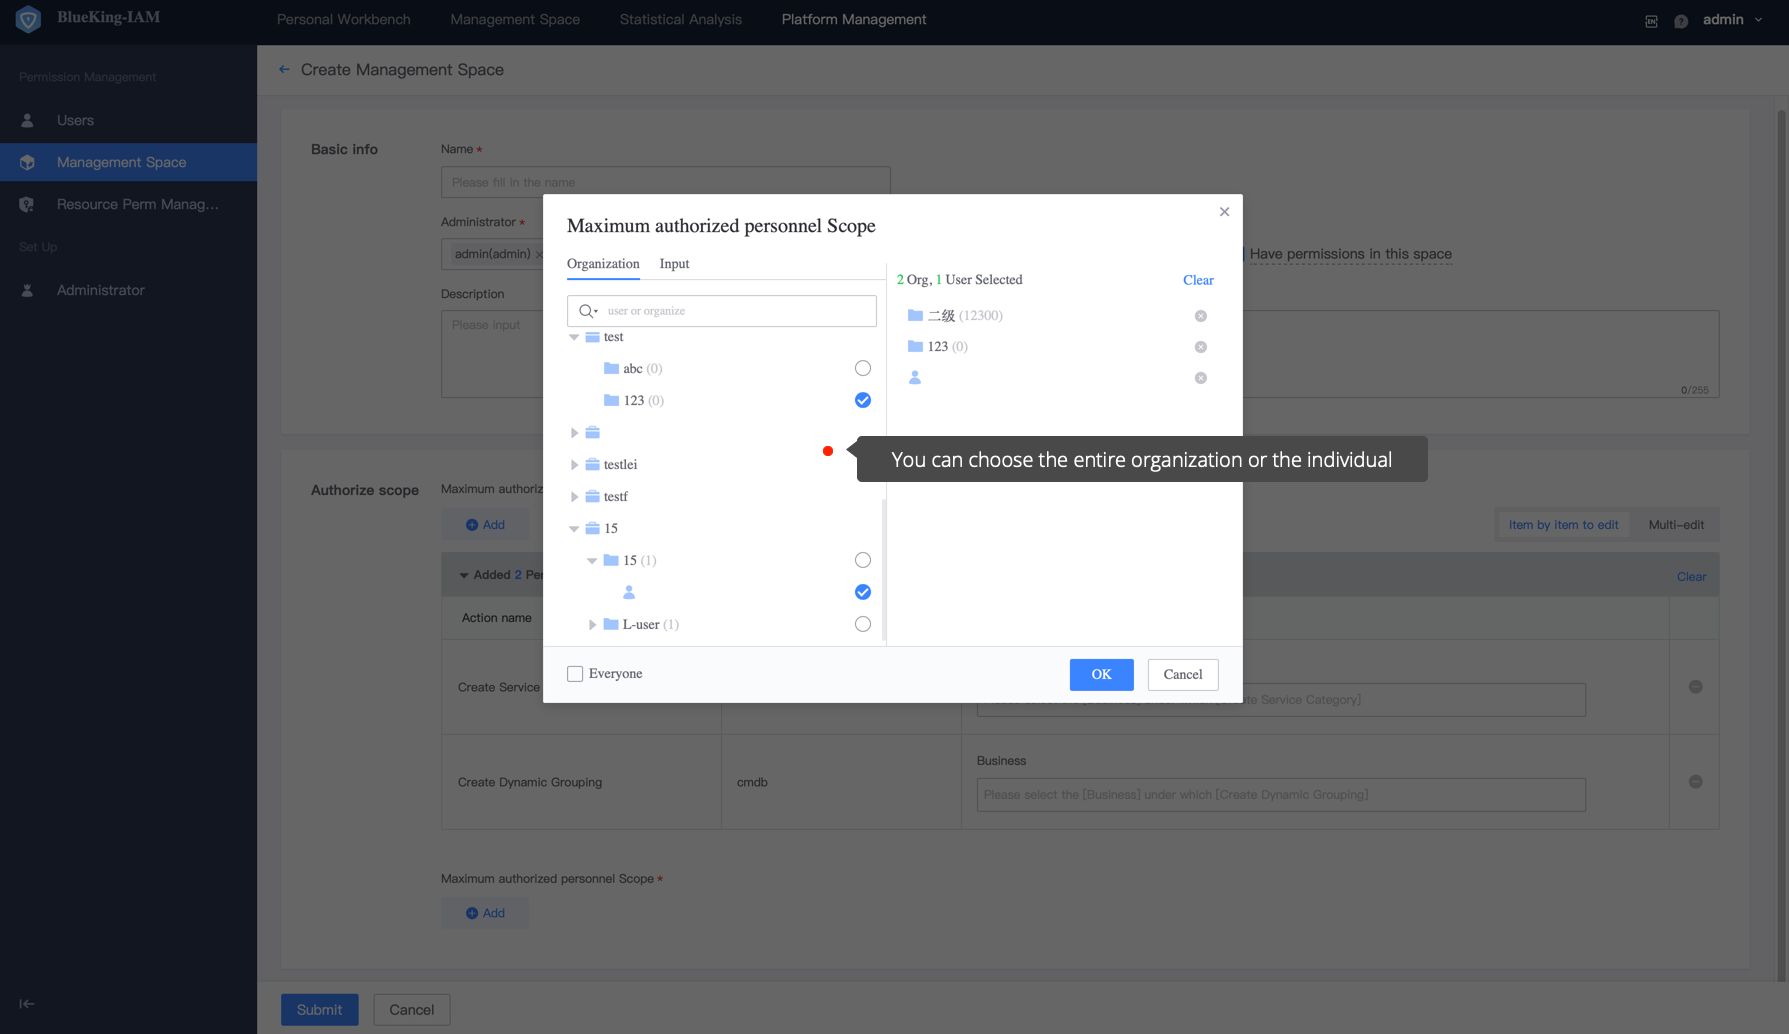 BlueKing-IAM
Personal Workbench
Management Space
Statistical Analysis
Platform Management
EN
?
admin
Permission Management
Users
Management Space
Resource Perm Manag...
Set Up
Administrator
Create Management Space
Basic info
Name *
Please fill in the name
Administrator *
admin(admin) ×
Have permissions in this space
Description
Please input
0/255
Maximum authorized personnel Scope
Organization
Input
user or organize
test
abc (0)
123 (0)
testlei
testf
15
15 (1)
L-user (1)
2 Org, 1 User Selected
Clear
二级 (12300)
123 (0)
You can choose the entire organization or the individual
Everyone
OK
Cancel
Authorize scope
Maximum authoriz
Add
Item by item to edit
Multi-edit
Added 2 Per
Clear
Action name
Create Service
te Service Category]
Create Dynamic Grouping
cmdb
Business
Please select the [Business] under which [Create Dynamic Grouping]
Maximum authorized personnel Scope *
Add
Submit
Cancel